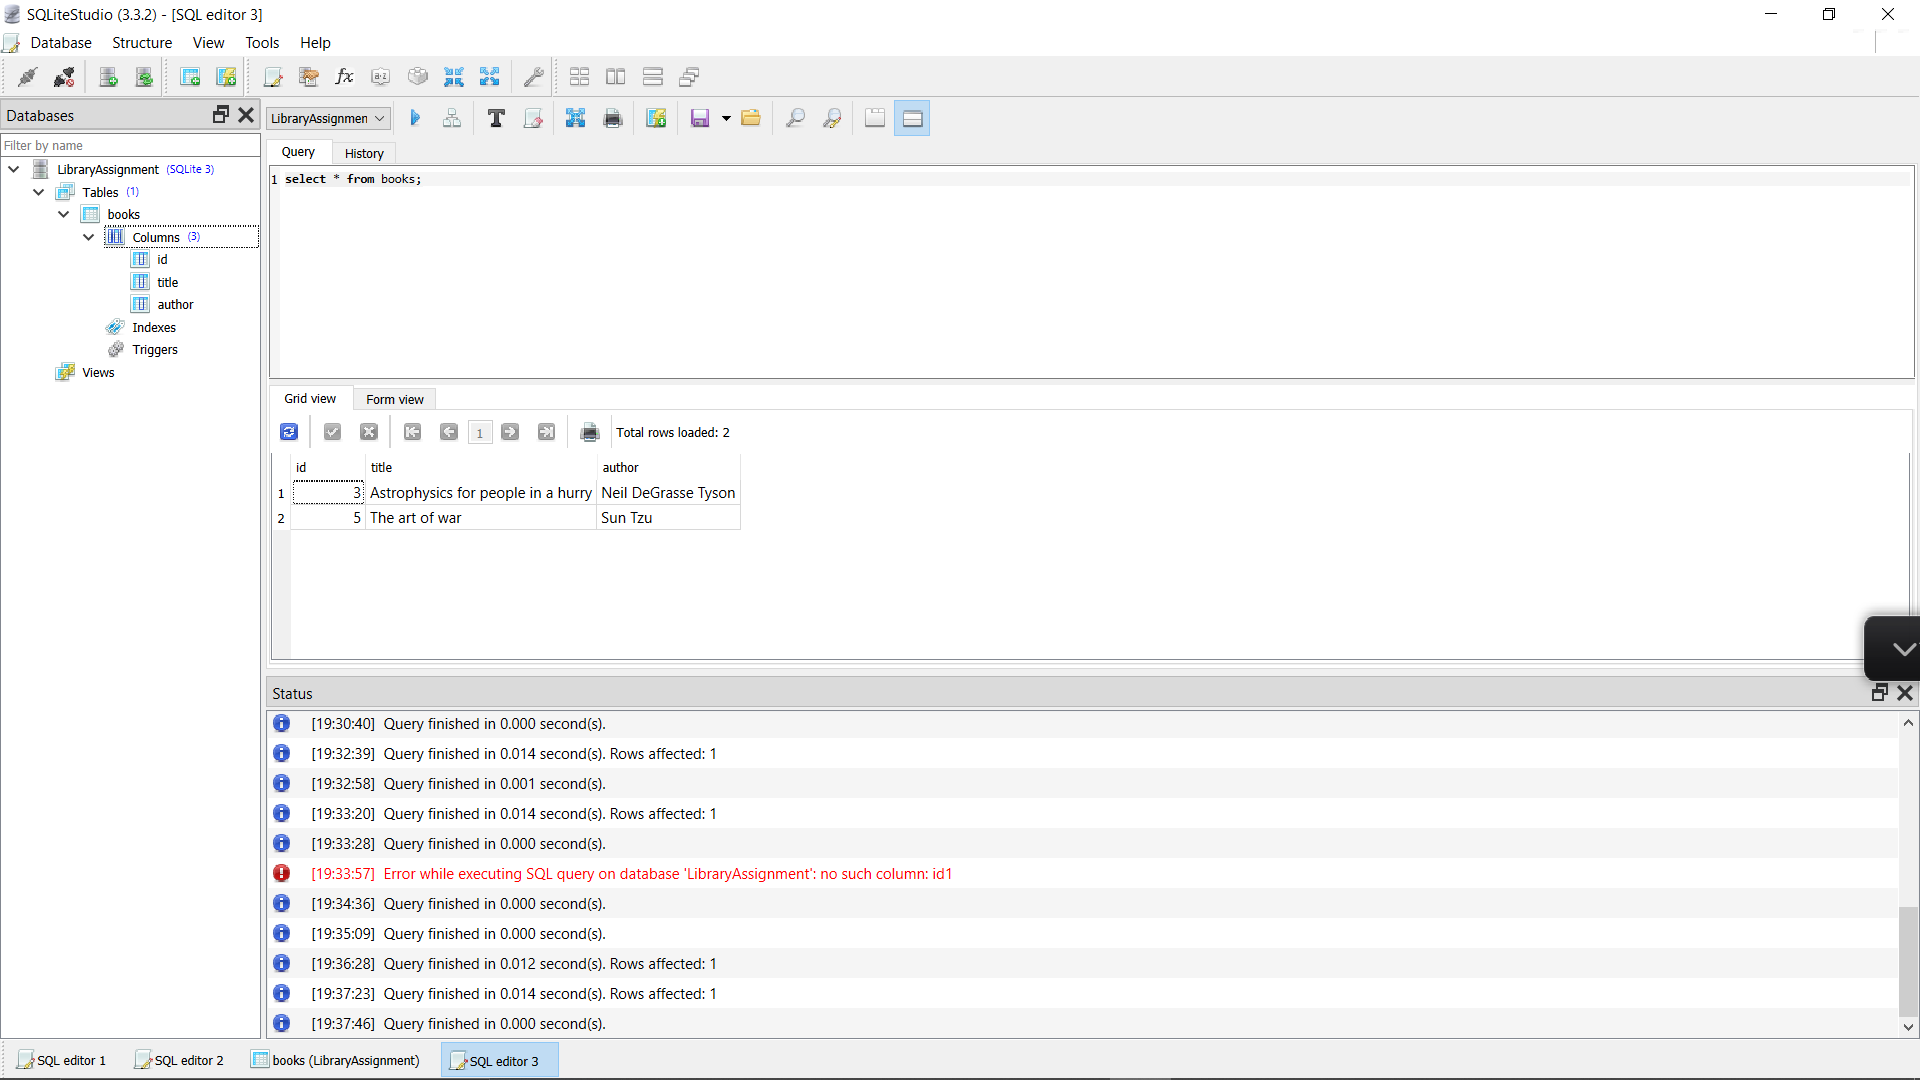 SQLiteStudio (3.3.2) - [SQL editor 3]
Database Structure View Tools Help
Databases
LibraryAssignmen
Filter by name
LibraryAssignment (SQLite 3)
Tables (1)
books
Columns (3)
id
title
author
Indexes
Triggers
Views
Query History
1 select * from books;
Grid view Form view
1 Total rows loaded: 2
id title author
1 3 Astrophysics for people in a hurry Neil DeGrasse Tyson
2 5 The art of war Sun Tzu
Status
[19:30:40] Query finished in 0.000 second(s).
[19:32:39] Query finished in 0.014 second(s). Rows affected: 1
[19:32:58] Query finished in 0.001 second(s).
[19:33:20] Query finished in 0.014 second(s). Rows affected: 1
[19:33:28] Query finished in 0.000 second(s).
[19:33:57] Error while executing SQL query on database 'LibraryAssignment': no such column: id1
[19:34:36] Query finished in 0.000 second(s).
[19:35:09] Query finished in 0.000 second(s).
[19:36:28] Query finished in 0.012 second(s). Rows affected: 1
[19:37:23] Query finished in 0.014 second(s). Rows affected: 1
[19:37:46] Query finished in 0.000 second(s).
SQL editor 1 SQL editor 2 books (LibraryAssignment) SQL editor 3